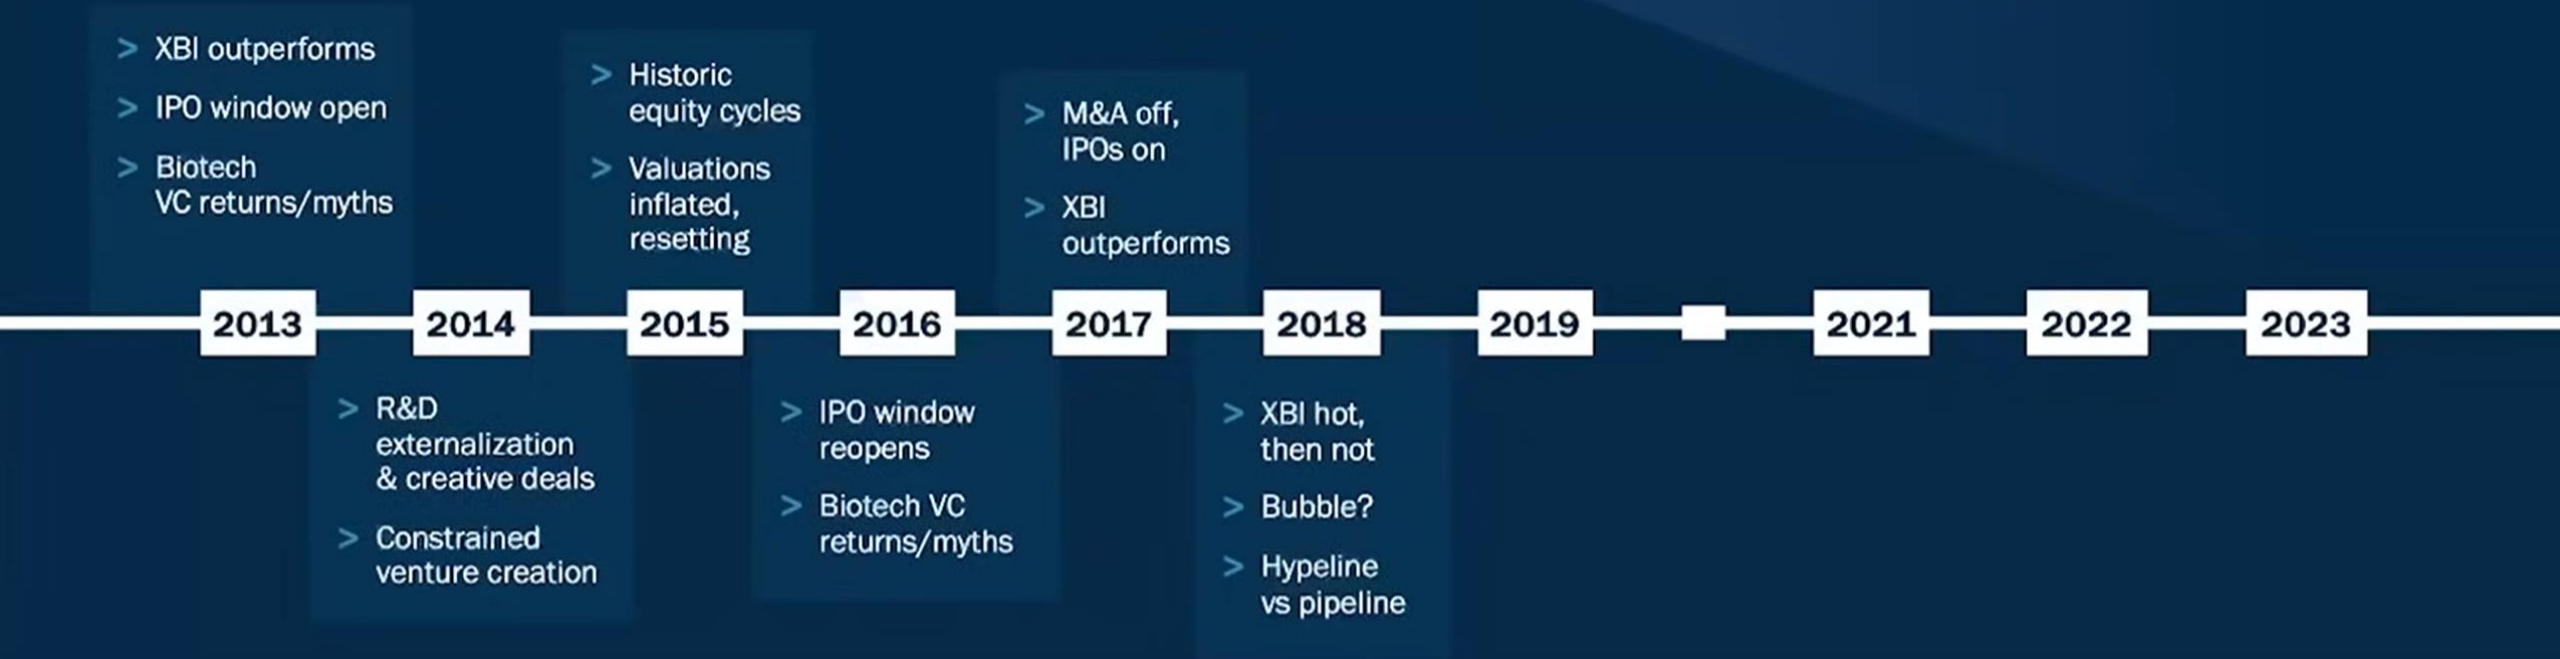 > XBI outperforms
> IPO window open
> Biotech
VC returns/myths
> Historic
equity cycles
> Valuations
inflated,
resetting
> M&A off,
IPOs on
> XBI
outperforms
2013 2014 2015 2016 2017 2018 2019 2021 2022 2023
> R&D
externalization
& creative deals
> Constrained
venture creation
> IPO window
reopens
> Biotech VC
returns/myths
> XBI hot,
then not
> Bubble?
> Hypeline
vs pipeline